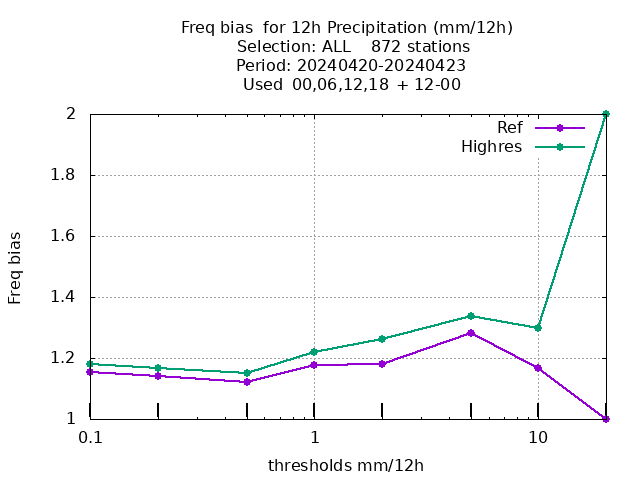 Freq bias  for 12h Precipitation (mm/12h)
Selection: ALL    872 stations
Period: 20240420-20240423
Used  00,06,12,18  + 12-00
Ref
Highres
Freq bias
2
1.8
1.6
1.4
1.2
1
0.1
1
10
thresholds mm/12h